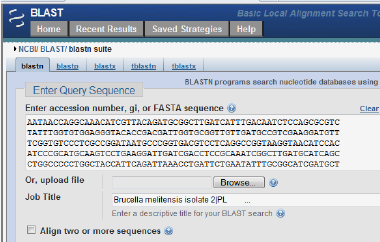 BLAST
Basic Local Alignment Search To
Home Recent Results Saved Strategies Help
NCBI/ BLAST/ blastn suite
blastn blastp blastx tblastn tblastx
BLASTN programs search nucleotide databases using
Enter Query Sequence
Enter accession number, gi, or FASTA sequence Clear
AATAACCAGGCAAACATCGTTACAGATGCGGCTTGATCATTTGACAATCTCCAGCGCGTC
TATTTGGTGTGGAGGGTACACCGACGATTGGTGCGGTTGTTGATGCCGTCGAAGGATGTT
TCGGTGTCCCTCGCCGGATAATGCCCGGTGACGTCCTCAGGCCGGTAAGGTAACATCCAC
ATCCCGCATGCAAGTCCTGAAGGATTGATCGACCTCCGCAAATCGGCTTGATGCATCAGC
CTGGCCCCCTGGCTACCATTCAGATTGAACTCCTGTAAATATTTGCGGCATCGATGCT
Or, upload file Browse...
Job Title Brucella melitensis isolate 2|PL ...
Enter a descriptive title for your BLAST search
Align two or more sequences